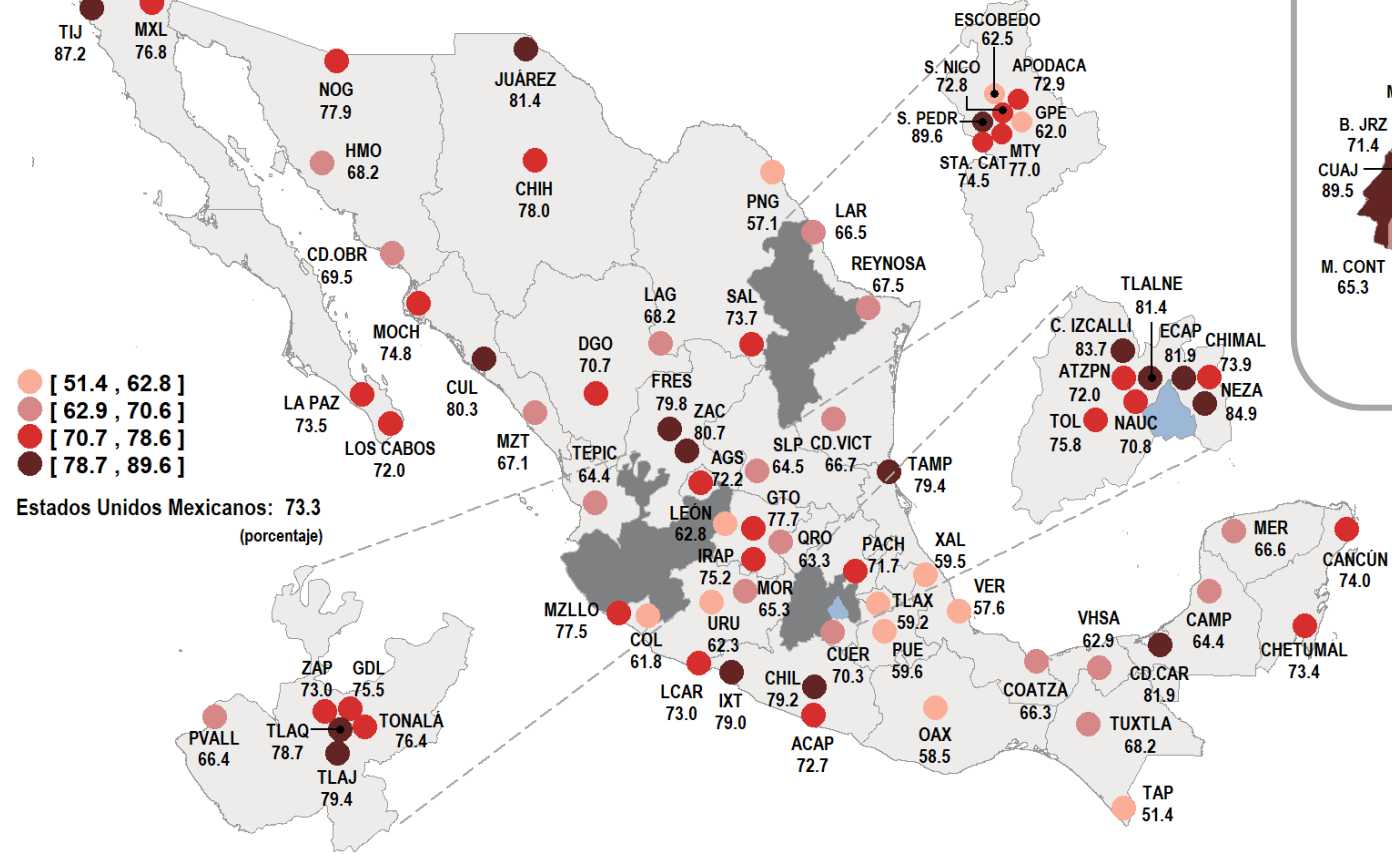 TIJ
87.2
MXL
76.8
NOG
77.9
JUÁREZ
81.4
HMO
68.2
CHIH
78.0
PNG
57.1
LAR
66.5
REYNOSA
67.5
ESCOBEDO
62.5
S. NICO
72.8
APODACA
72.9
S. PEDR
89.6
GPE
62.0
STA. CAT
74.5
MTY
77.0
B. JRZ
71.4
CUAJ
89.5
M. CONT
65.3
CD.OBR
69.5
MOCH
74.8
LAG
68.2
SAL
73.7
DGO
70.7
CUL
80.3
FRES
79.8
ZAC
80.7
LA PAZ
73.5
LOS CABOS
72.0
MZT
67.1
TEPIC
64.4
AGS
72.2
SLP
64.5
CD.VICT
66.7
TAMP
79.4
TLALNE
81.4
C. IZCALLI
83.7
ECAP
81.9
CHIMAL
73.9
ATZPN
72.0
NEZA
84.9
TOL
75.8
NAUC
70.8
[ 51.4 , 62.8 ]
[ 62.9 , 70.6 ]
[ 70.7 , 78.6 ]
[ 78.7 , 89.6 ]
Estados Unidos Mexicanos: 73.3
(porcentaje)
LEÓN
62.8
GTO
77.7
IRAP
75.2
QRO
63.3
PACH
71.7
XAL
59.5
MOR
65.3
MZLLO
77.5
COL
61.8
URU
62.3
TLAX
59.2
VER
57.6
CUER
70.3
PUE
59.6
LCAR
73.0
IXT
79.0
CHIL
79.2
ACAP
72.7
OAX
58.5
MER
66.6
CANCÚN
74.0
CAMP
64.4
CHETUMAL
73.4
VHSA
62.9
CD.CAR
81.9
COATZA
66.3
TUXTLA
68.2
TAP
51.4
ZAP
73.0
GDL
75.5
TLAQ
78.7
TONALÁ
76.4
PVALL
66.4
TLAJ
79.4